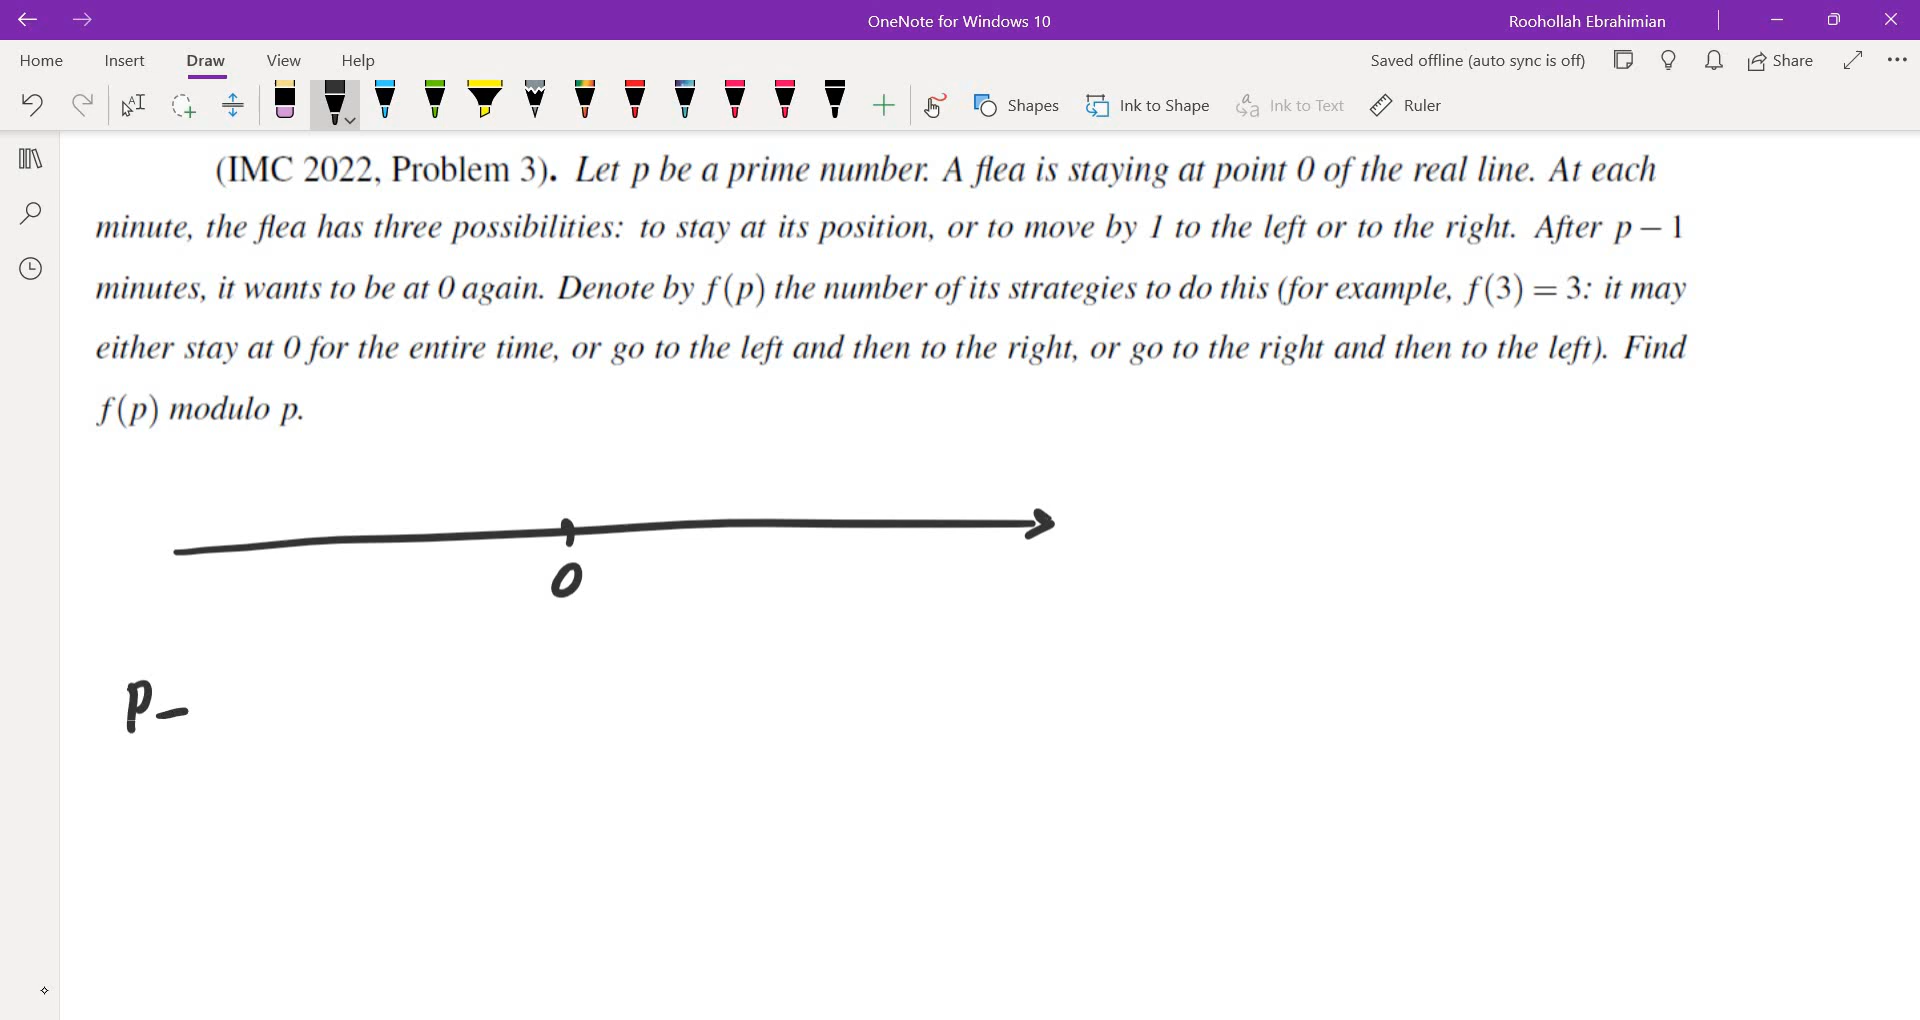 OneNote for Windows 10
Roohollah Ebrahimian
Home Insert Draw View Help
Saved offline (auto sync is off)
Share
Shapes
Ink to Shape
Ink to Text
Ruler
(IMC 2022, Problem 3). Let p be a prime number. A flea is staying at point 0 of the real line. At each
minute, the flea has three possibilities: to stay at its position, or to move by 1 to the left or to the right. After p − 1
minutes, it wants to be at 0 again. Denote by f(p) the number of its strategies to do this (for example, f(3) = 3: it may
either stay at 0 for the entire time, or go to the left and then to the right, or go to the right and then to the left). Find
f(p) modulo p.
0
p−